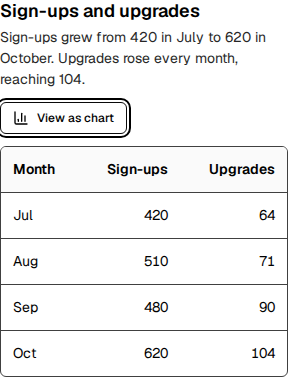 Sign-ups and upgrades
Sign-ups grew from 420 in July to 620 in
October. Upgrades rose every month,
reaching 104.
View as chart
Month Sign-ups Upgrades
Jul 420 64
Aug 510 71
Sep 480 90
Oct 620 104